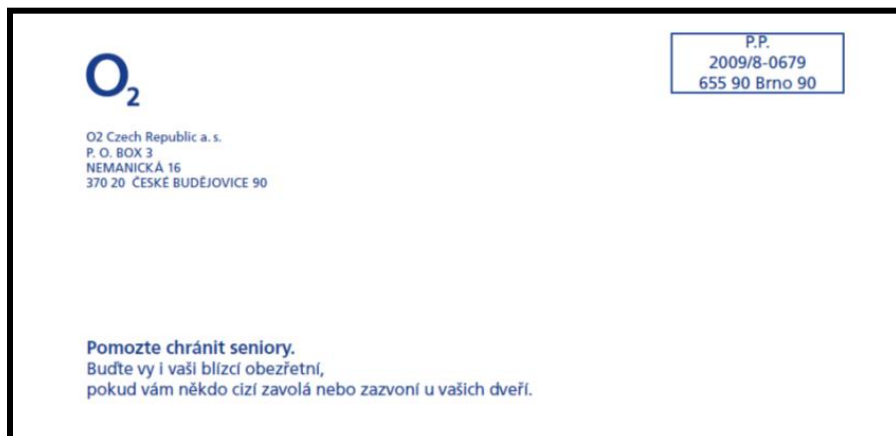 O2
P.P.
2009/8-0679
655 90 Brno 90
O2 Czech Republic a. s.
P. O. BOX 3
NEMANICKÁ 16
370 20 ČESKÉ BUDĚJOVICE 90
Pomozte chránit seniory.
Buďte vy i vaši blízcí obezřetní,
pokud vám někdo cizí zavolá nebo zazvoní u vašich dveří.